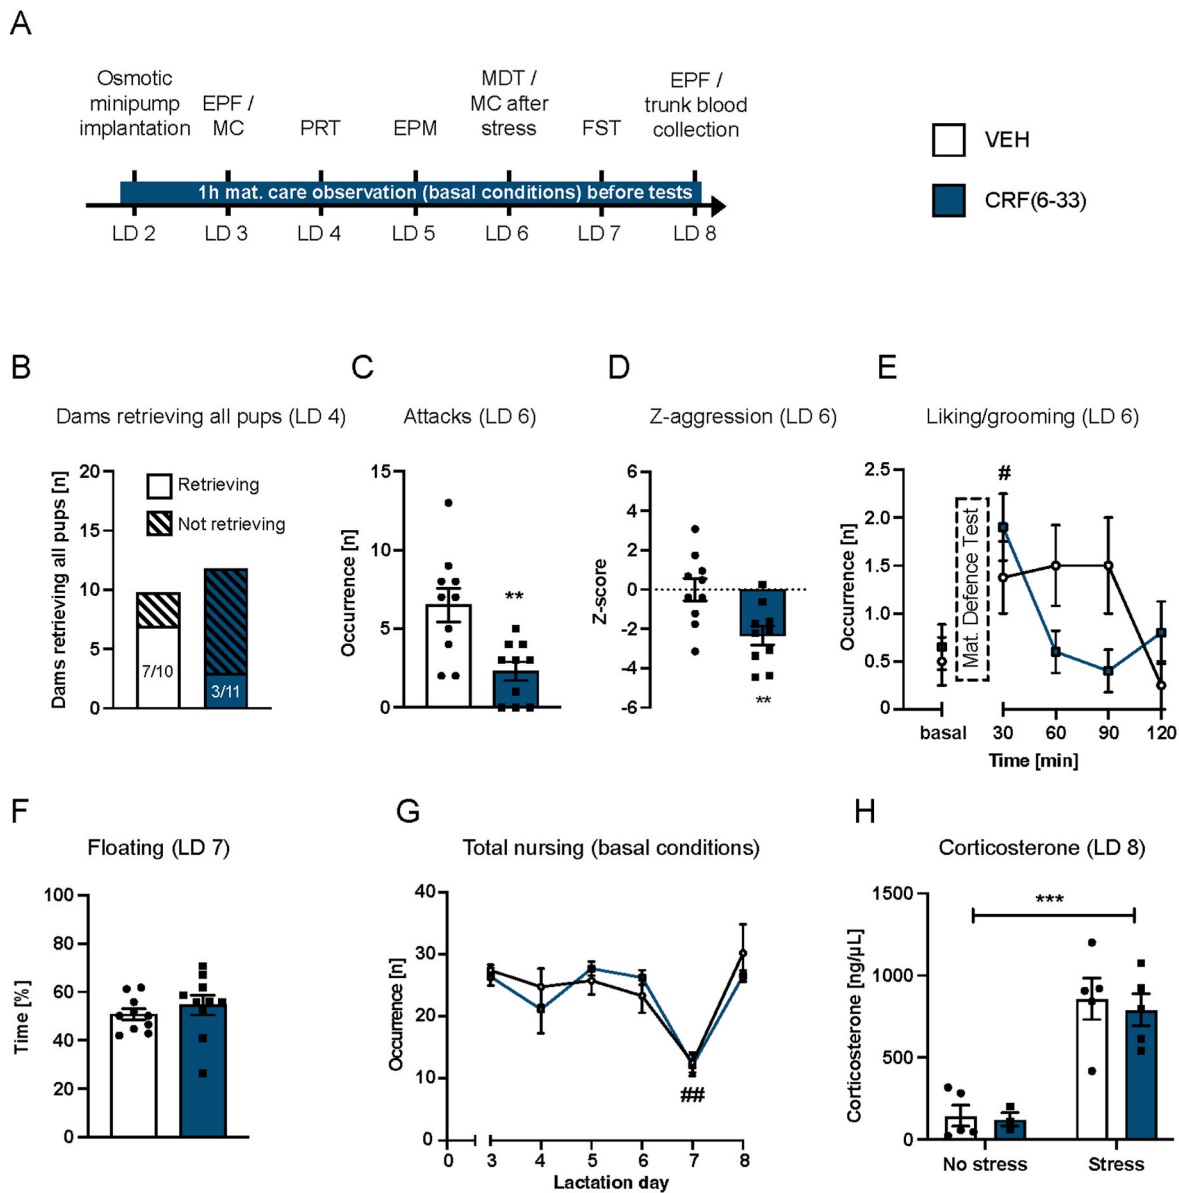 A
Osmotic
minipump
implantation
EPF /
MC
PRT
EPM
MDT /
MC after
stress
FST
EPF /
trunk blood
collection
1h mat. care observation (basal conditions) before tests
LD 2
LD 3
LD 4
LD 5
LD 6
LD 7
LD 8
VEH
CRF(6-33)
B
Dams retrieving all pups (LD 4)
Dams retrieving all pups [n]
20
15
10
5
0
Retrieving
Not retrieving
7/10
3/11
C
Attacks (LD 6)
Occurrence [n]
15
10
5
0
**
D
Z-aggression (LD 6)
Z-score
6
4
2
0
-2
-4
-6
**
E
Liking/grooming (LD 6)
Occurrence [n]
2.5
2.0
1.5
1.0
0.5
0
#
Mat. Defence Test
basal
30
60
90
120
Time [min]
F
Floating (LD 7)
Time [%]
100
80
60
40
20
0
G
Total nursing (basal conditions)
Occurrence [n]
40
30
20
10
0
##
0
3
4
5
6
7
8
Lactation day
H
Corticosterone (LD 8)
Corticosterone [ng/µL]
1500
1000
500
0
***
No stress
Stress